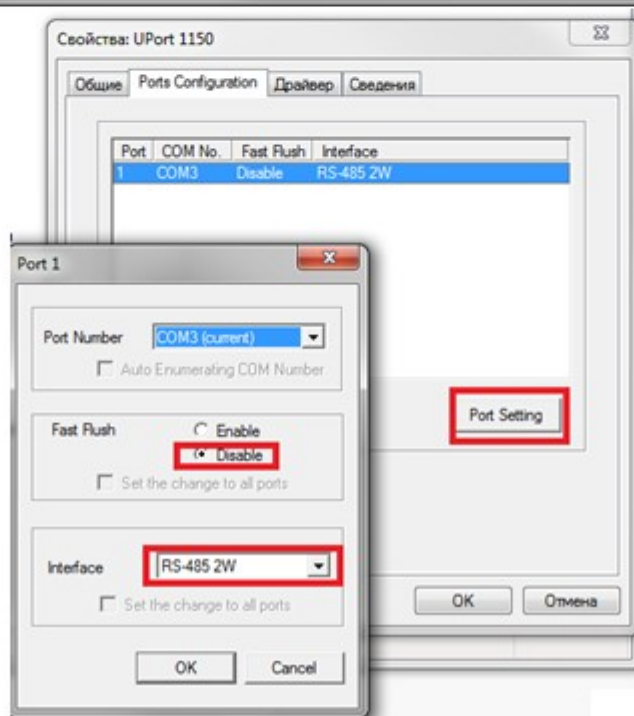 Свойства: UPort 1150
Общие Ports Configuration Драйвер Сведения
Port COM No. Fast Flush Interface
1 COM3 Disable RS-485 2W
Port Setting
OK Отмена
Port 1
Port Number COM3 (current)
Auto Enumerating COM Number
Fast Flush Enable
Disable
Set the change to all ports
Interface RS-485 2W
Set the change to all ports
OK Cancel